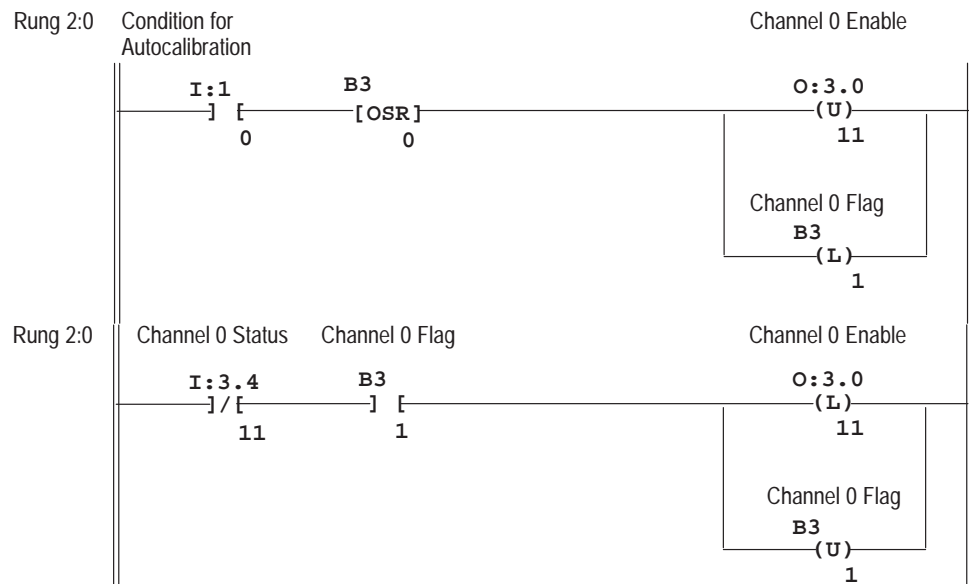 Rung 2:0 Condition for Autocalibration Channel 0 Enable
I:1 B3 O:3.0
] [ [OSR] (U)
0 0 11
Channel 0 Flag
B3
(L)
1
Rung 2:0 Channel 0 Status Channel 0 Flag Channel 0 Enable
I:3.4 B3 O:3.0
]/[ ] [ (L)
11 1 11
Channel 0 Flag
B3
(U)
1